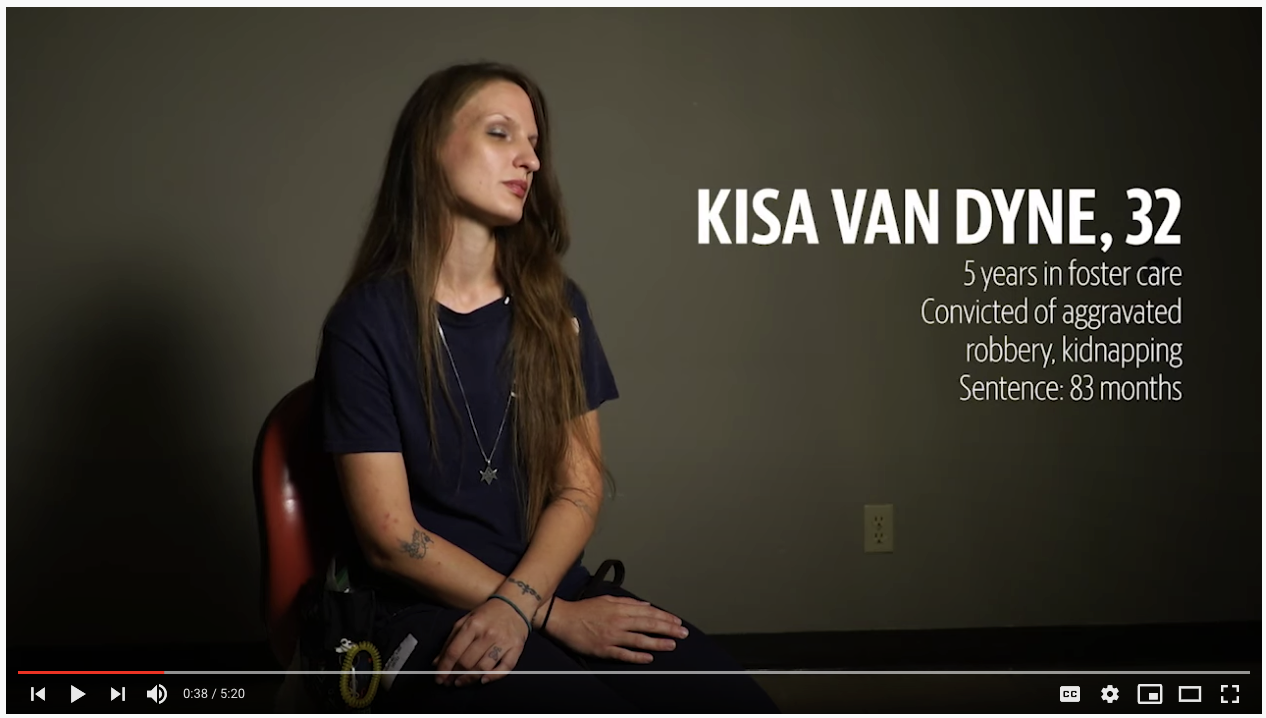 KISA VAN DYNE, 32
5 years in foster care
Convicted of aggravated
robbery, kidnapping
Sentence: 83 months
0:38 / 5:20
CC